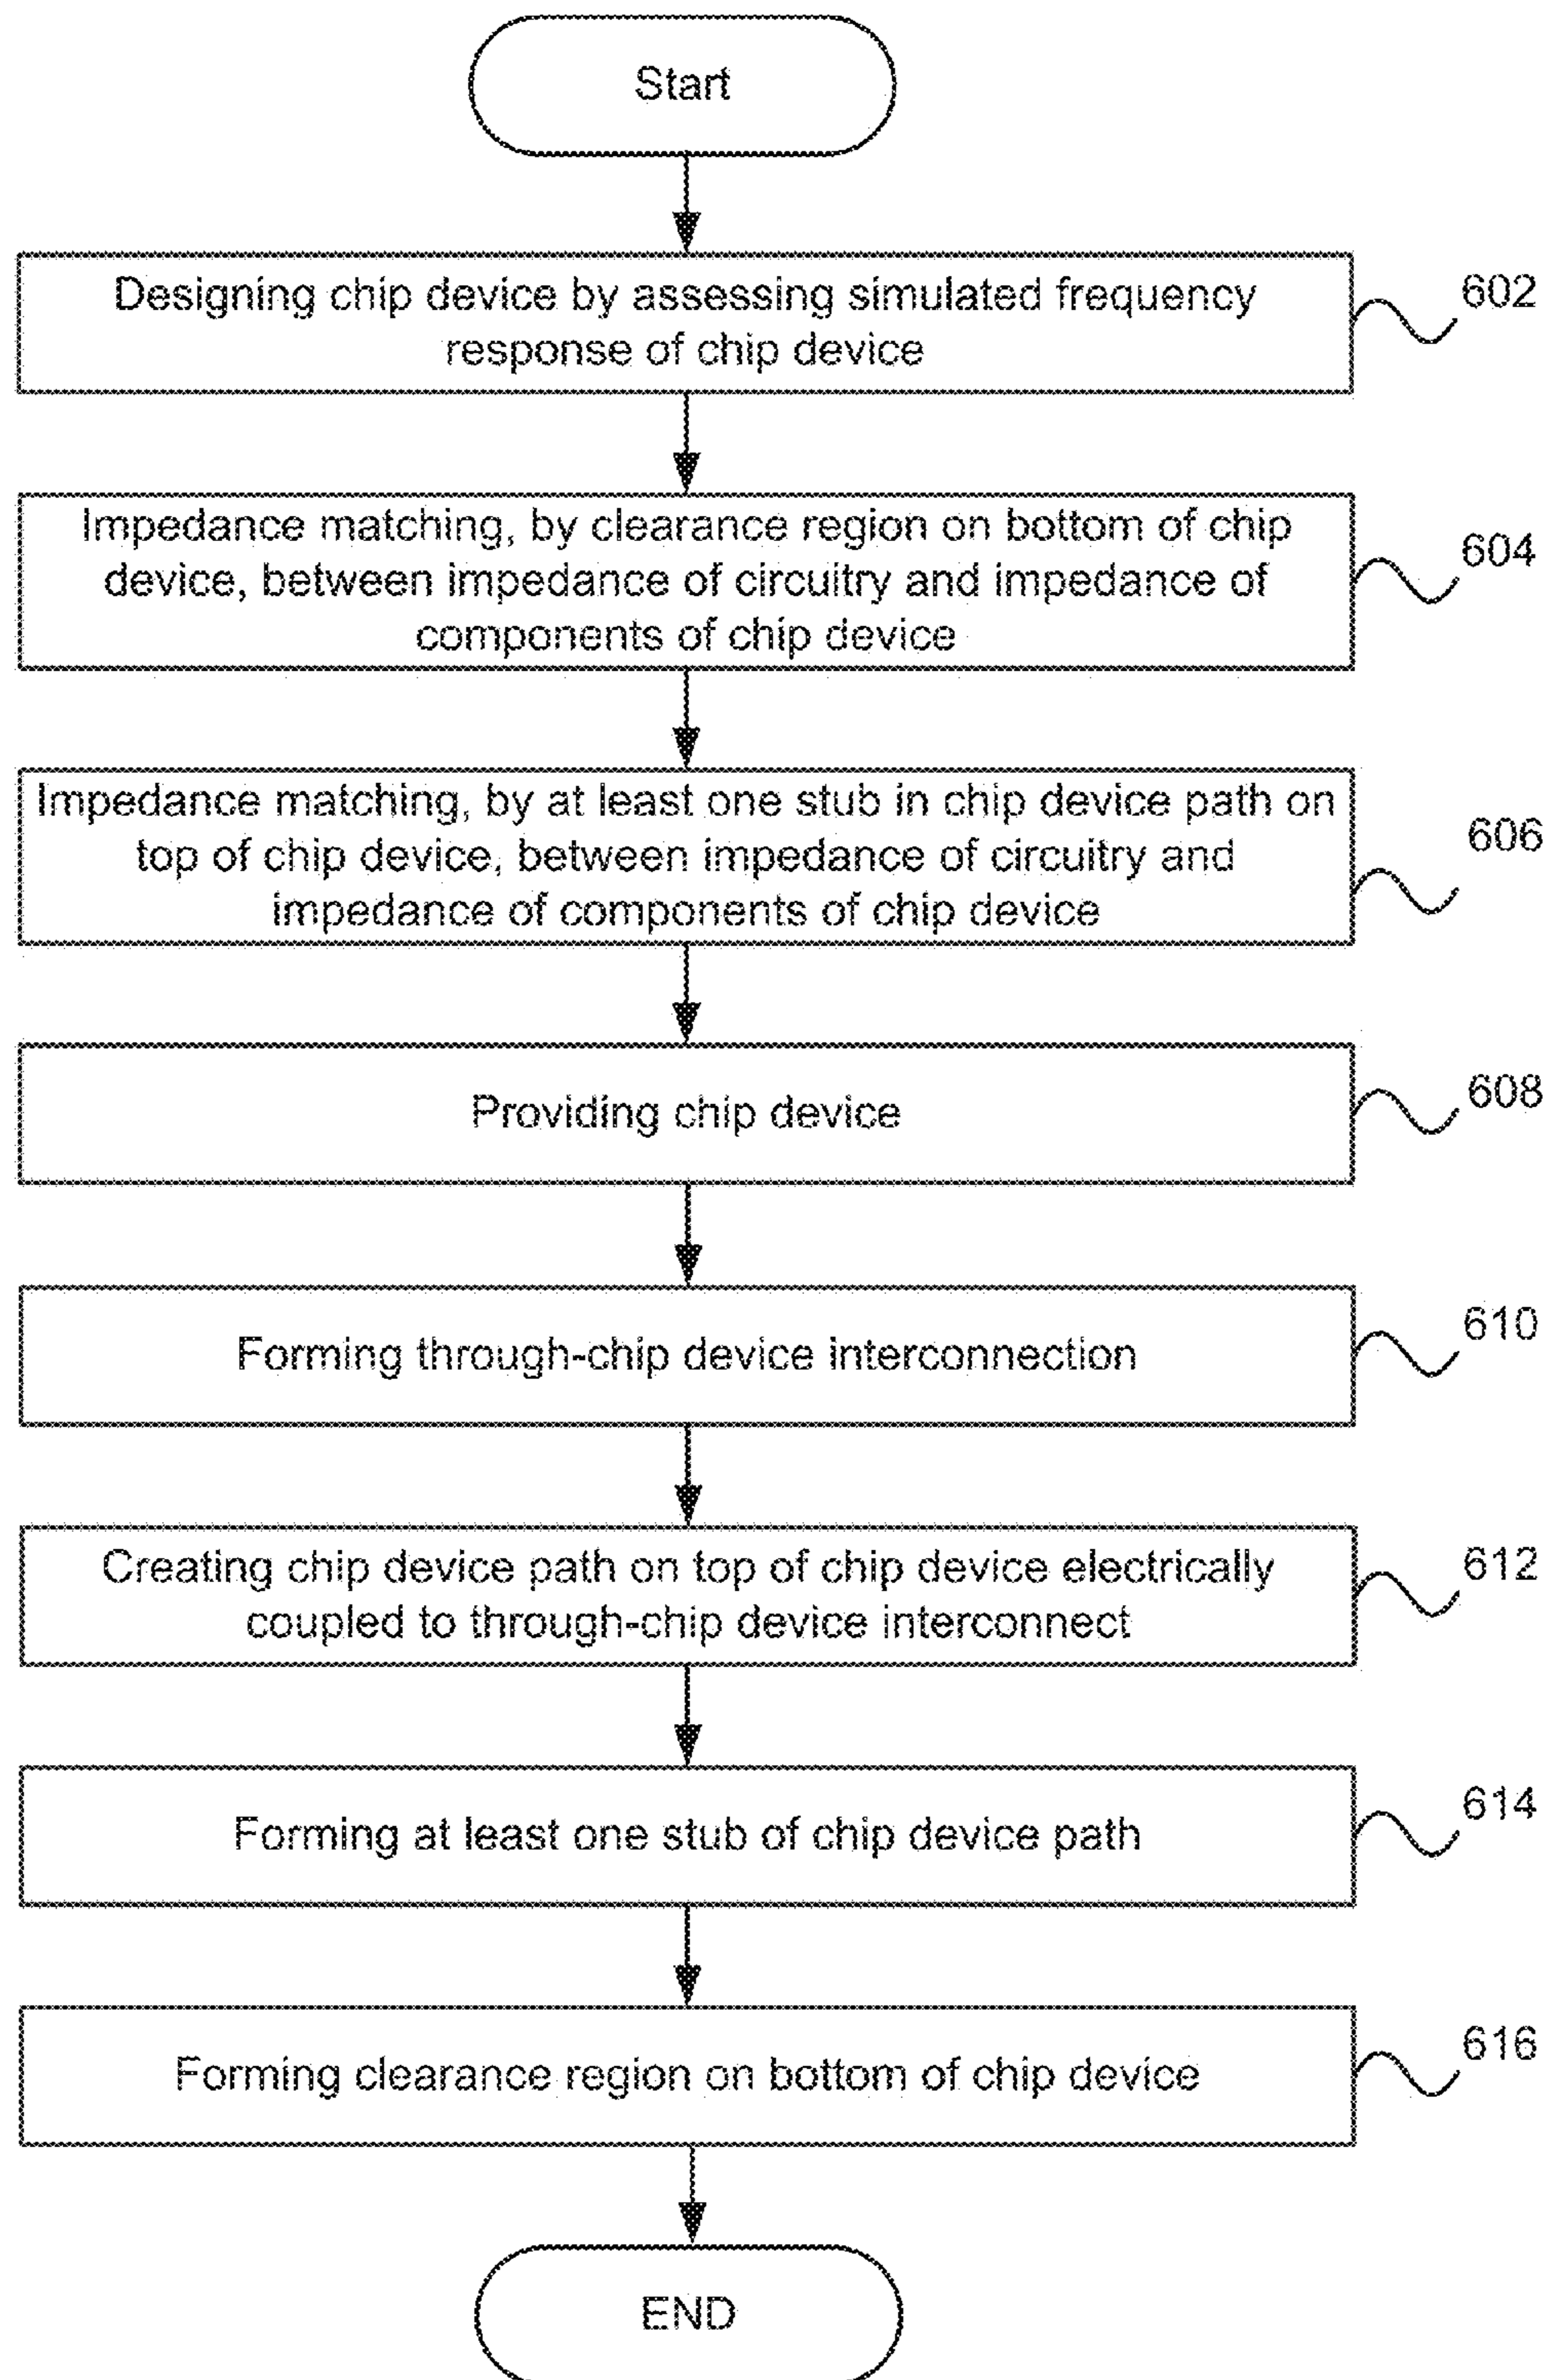 Start
Designing chip device by assessing simulated frequency
response of chip device
602
Impedance matching, by clearance region on bottom of chip
device, between impedance of circuitry and impedance of
components of chip device
604
Impedance matching, by at least one stub in chip device path on
top of chip device, between impedance of circuitry and
impedance of components of chip device
606
Providing chip device
608
Forming through-chip device interconnection
610
Creating chip device path on top of chip device electrically
coupled to through-chip device interconnect
612
Forming at least one stub of chip device path
614
Forming clearance region on bottom of chip device
616
END